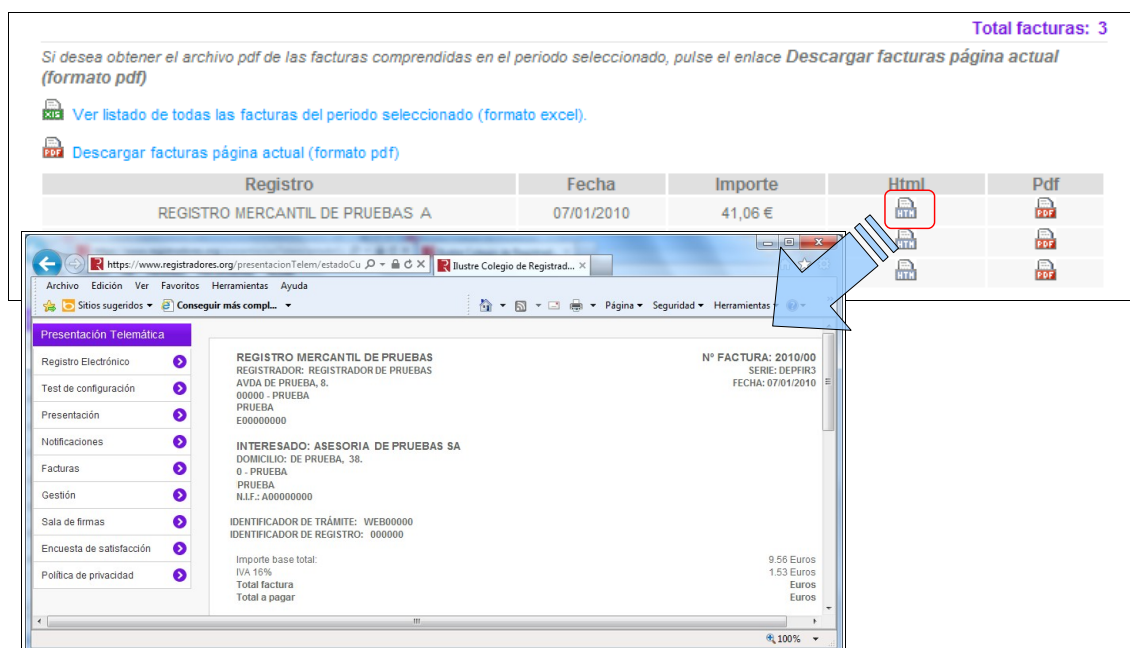 Total facturas: 3
Si desea obtener el archivo pdf de las facturas comprendidas en el periodo seleccionado, pulse el enlace Descargar facturas página actual
(formato pdf)
XLS Ver listado de todas las facturas del periodo seleccionado (formato excel).
PDF Descargar facturas página actual (formato pdf)
Registro Fecha Importe Html Pdf
REGISTRO MERCANTIL DE PRUEBAS A 07/01/2010 41,06 € HTM PDF
HTM PDF
HTM PDF
https://www.registradores.org/presentacionTelem/estadoCu Ilustre Colegio de Registrad...
Archivo Edición Ver Favoritos Herramientas Ayuda
Sitios sugeridos Conseguir más compl... Página Seguridad Herramientas
Presentación Telemática
Registro Electrónico
Test de configuración
Presentación
Notificaciones
Facturas
Gestión
Sala de firmas
Encuesta de satisfacción
Política de privacidad
REGISTRO MERCANTIL DE PRUEBAS
REGISTRADOR: REGISTRADOR DE PRUEBAS
AVDA DE PRUEBA, 8.
00000 - PRUEBA
PRUEBA
E00000000
Nº FACTURA: 2010/00
SERIE: DEPFIR3
FECHA: 07/01/2010
INTERESADO: ASESORIA DE PRUEBAS SA
DOMICILIO: DE PRUEBA, 38.
0 - PRUEBA
PRUEBA
N.I.F.: A00000000
IDENTIFICADOR DE TRÁMITE: WEB00000
IDENTIFICADOR DE REGISTRO: 000000
Importe base total: 9.56 Euros
IVA 16% 1.53 Euros
Total factura Euros
Total a pagar Euros
100%